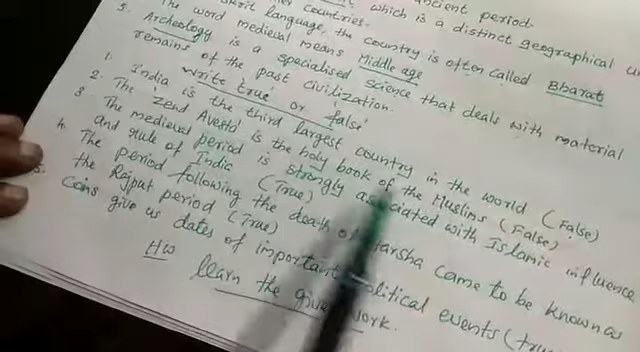 ancient period.
countries. which is a distinct geographical
language, the country is often called Bharat
5. The word medieval means Middle age
Archeology is a specialised science that deals with material
remains of the past civilization.
Write 'true' or 'false'
1. India is the third largest country in the world (False)
2. The 'Zend Avesto' is the holy book of the Muslims (False)
3. The medieval period is strongly associated with Islamic influence
and rule of India (True)
4. The period following the death of Harsha came to be known as
the Rajput period (True)
5. Coins give us dates of important political events (true
HW
learn the given work.